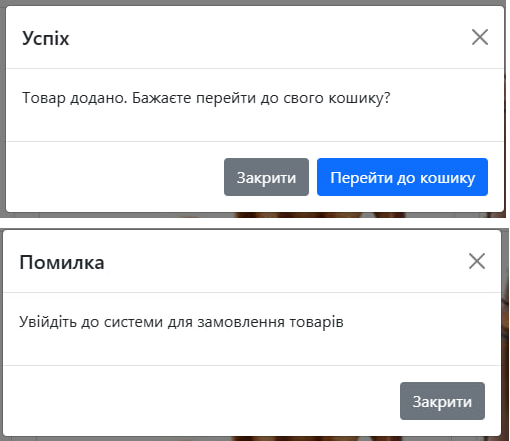 Успіх
Товар додано. Бажаєте перейти до свого кошику?
Закрити
Перейти до кошику
Помилка
Увійдіть до системи для замовлення товарів
Закрити